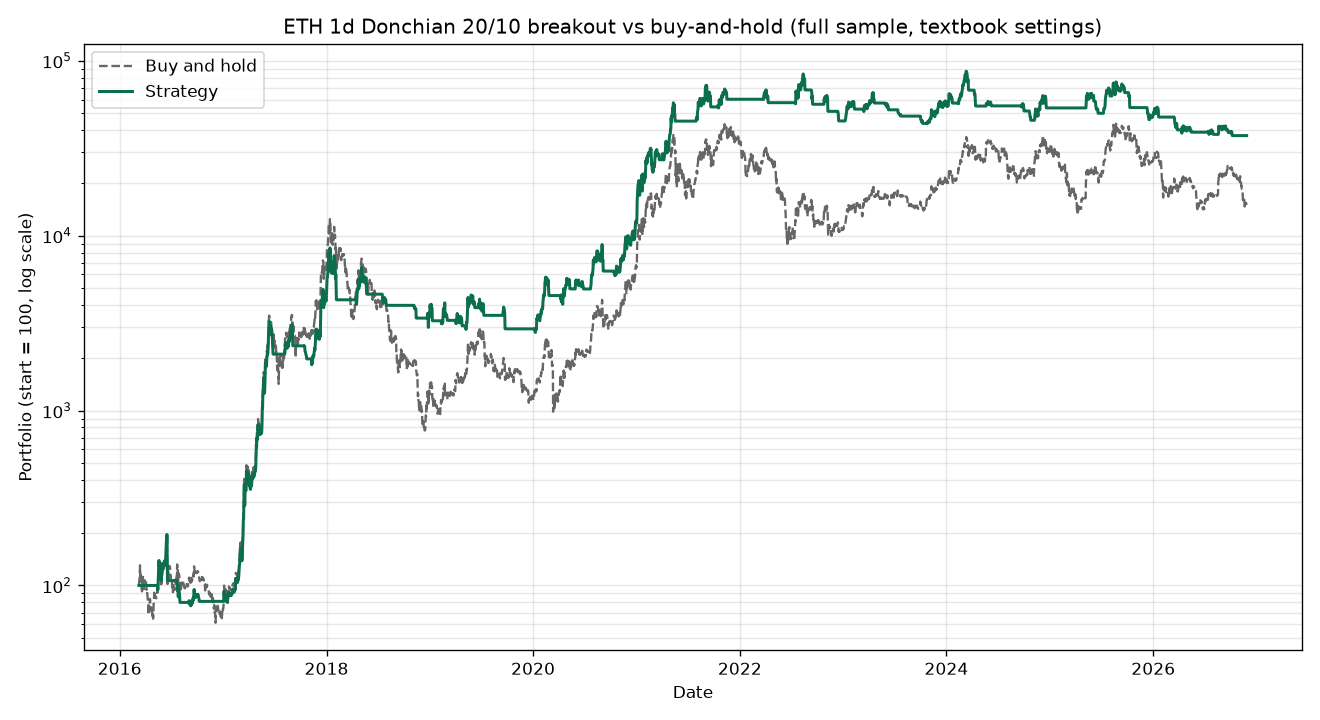 ETH 1d Donchian 20/10 breakout vs buy-and-hold (full sample, textbook settings)
Buy and hold
Strategy
Portfolio (start = 100, log scale)
10^5
10^4
10^3
10^2
2016 2018 2020 2022 2024 2026
Date